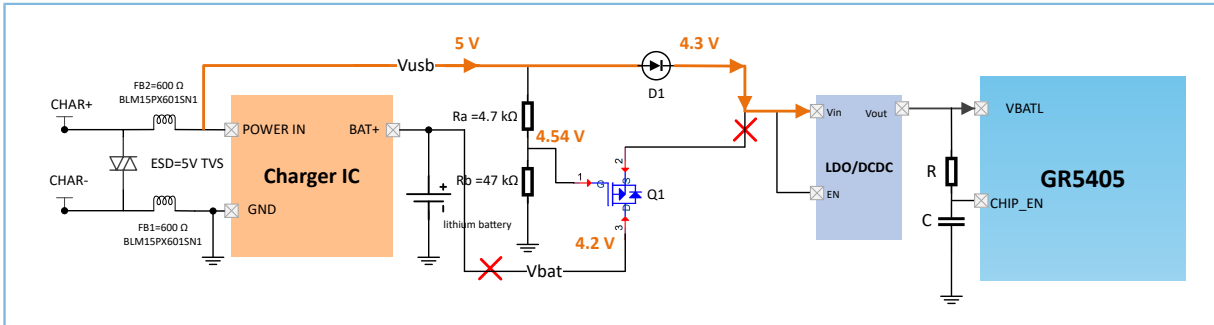 5 V
4.3 V
Vusb
D1
FB2=600 Ω
BLM15PX601SN1
CHAR+
POWER IN
BAT+
Ra =4.7 kΩ
4.54 V
Vin
Vout
VBATL
ESD=5V TVS
Charger IC
LDO/DCDC
R
GR5405
CHAR-
Rb =47 kΩ
1
G
2
S
D
3
Q1
EN
CHIP_EN
GND
+
-
lithium battery
C
FB1=600 Ω
BLM15PX601SN1
4.2 V
Vbat